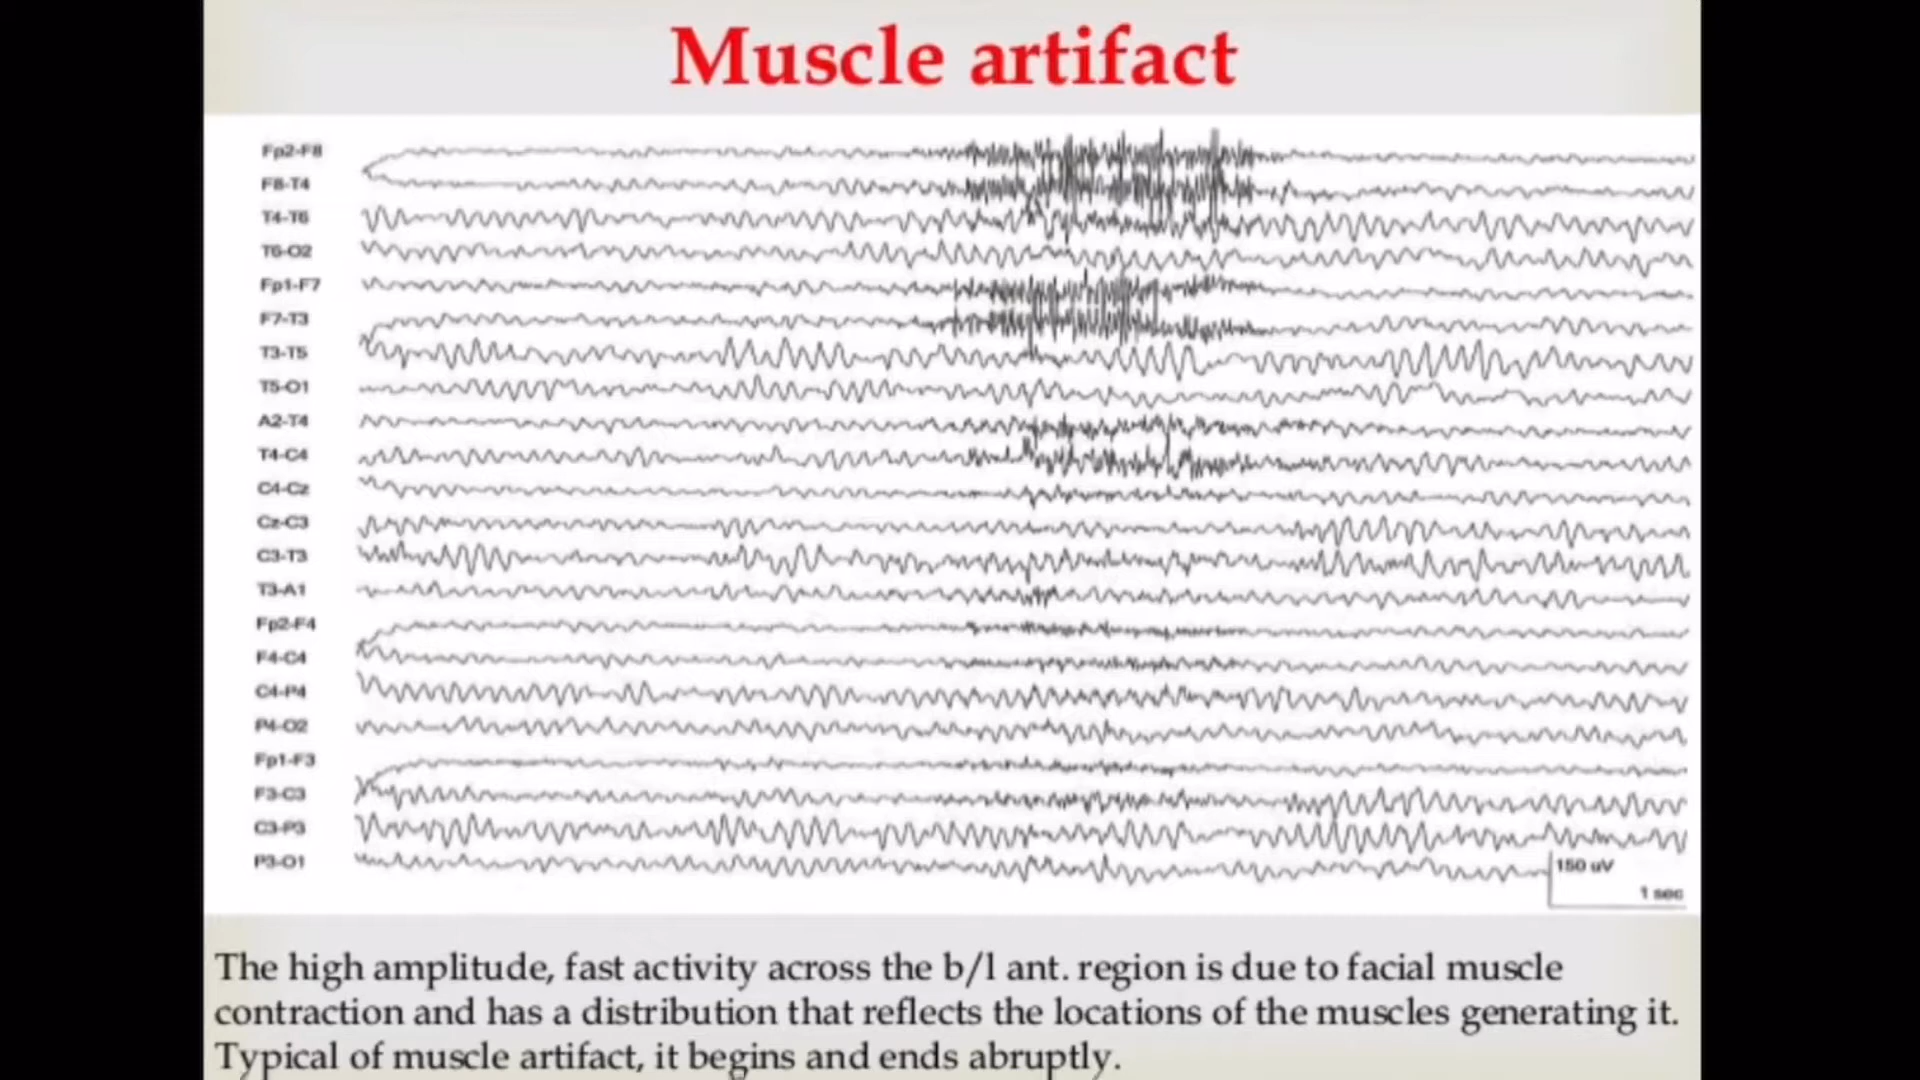 Muscle artifact
Fp2-F8
F8-T4
T4-T6
T6-O2
Fp1-F7
F7-T3
T3-T5
T5-O1
A2-T4
T4-C4
C4-Cz
Cz-C3
C3-T3
T3-A1
Fp2-F4
F4-C4
C4-P4
P4-O2
Fp1-F3
F3-C3
C3-P3
P3-O1
150 uV
1 sec
The high amplitude, fast activity across the b/l ant. region is due to facial muscle
contraction and has a distribution that reflects the locations of the muscles generating it.
Typical of muscle artifact, it begins and ends abruptly.